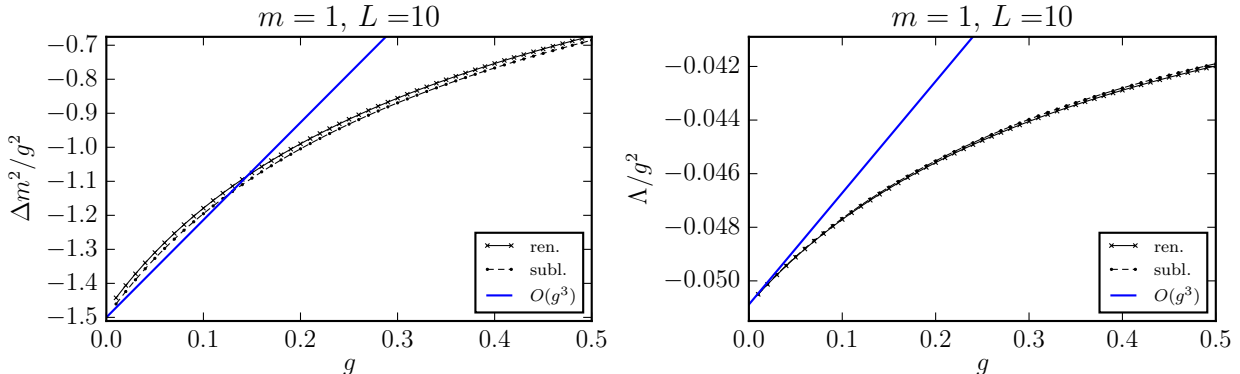 m = 1, L =10
Δm²/g²
−0.7
−0.8
−0.9
−1.0
−1.1
−1.2
−1.3
−1.4
−1.5
0.0 0.1 0.2 0.3 0.4 0.5
g
ren.
subl.
O(g³)
m = 1, L =10
Λ/g²
−0.042
−0.044
−0.046
−0.048
−0.050
0.0 0.1 0.2 0.3 0.4 0.5
g
ren.
subl.
O(g³)